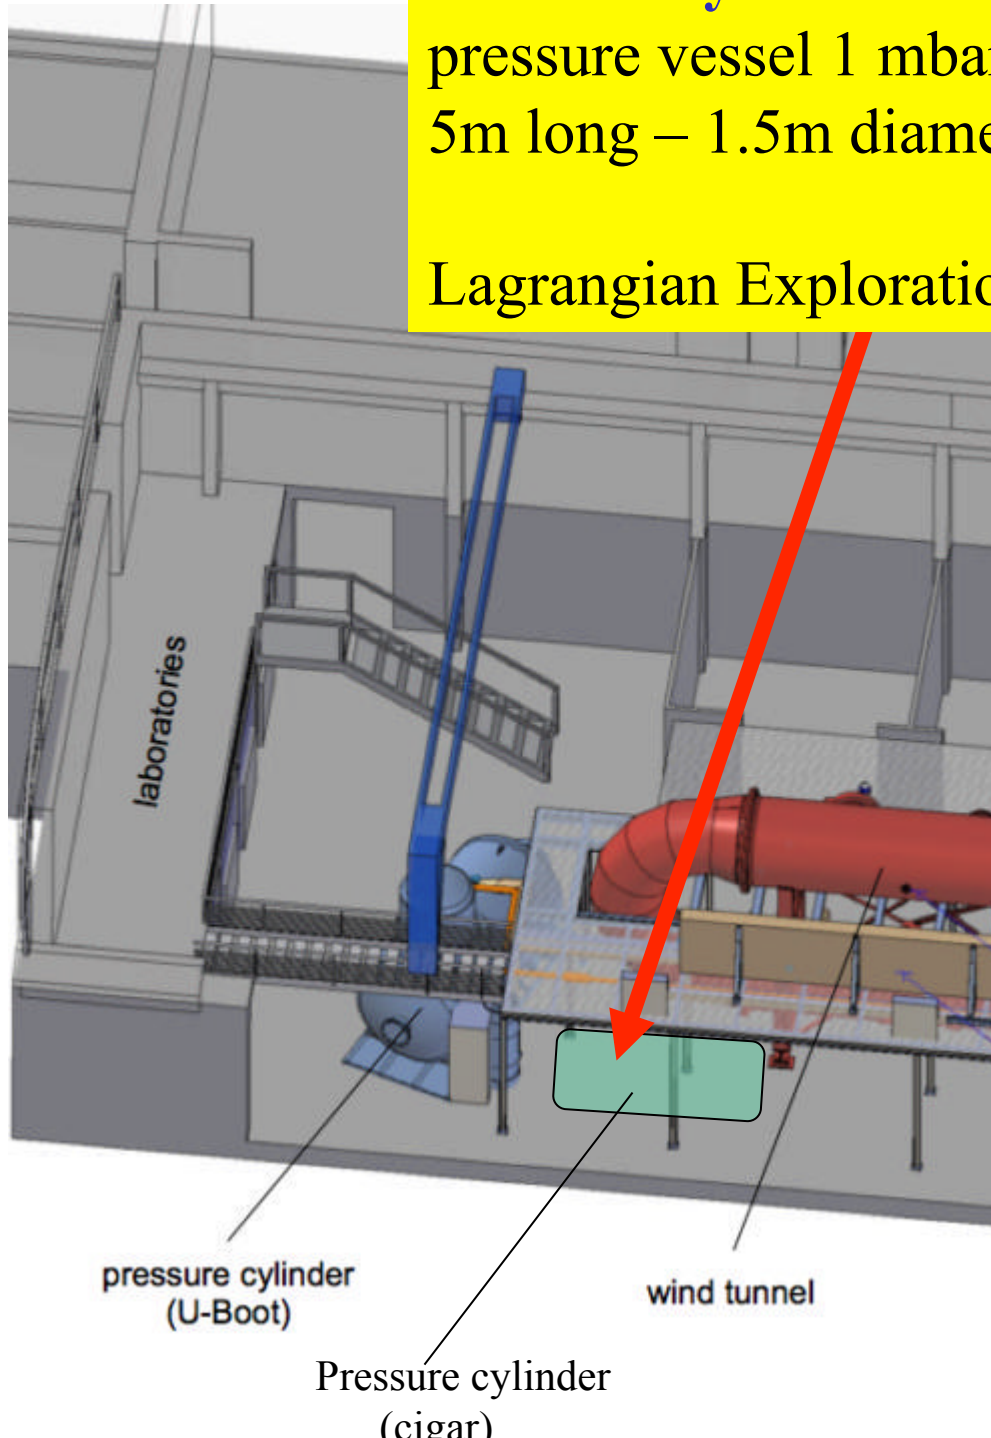 pressure vessel 1 mbar
5m long – 1.5m diame
Lagrangian Exploratio
laboratories
pressure cylinder
(U-Boot)
wind tunnel
Pressure cylinder
(cigar)